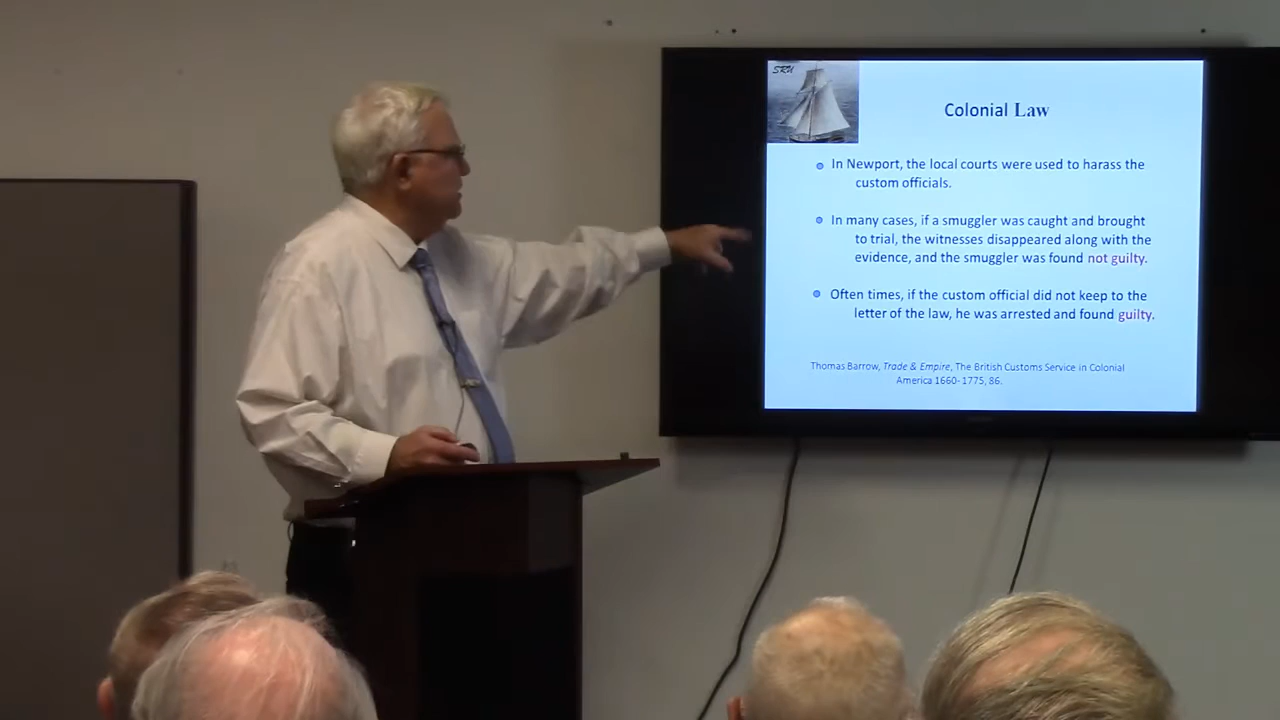 SRU
Colonial Law
In Newport, the local courts were used to harass the
custom officials.
In many cases, if a smuggler was caught and brought
to trial, the witnesses disappeared along with the
evidence, and the smuggler was found not guilty.
Often times, if the custom official did not keep to the
letter of the law, he was arrested and found guilty.
Thomas Barrow, Trade & Empire, The British Customs Service in Colonial
America 1660-1775, 86.